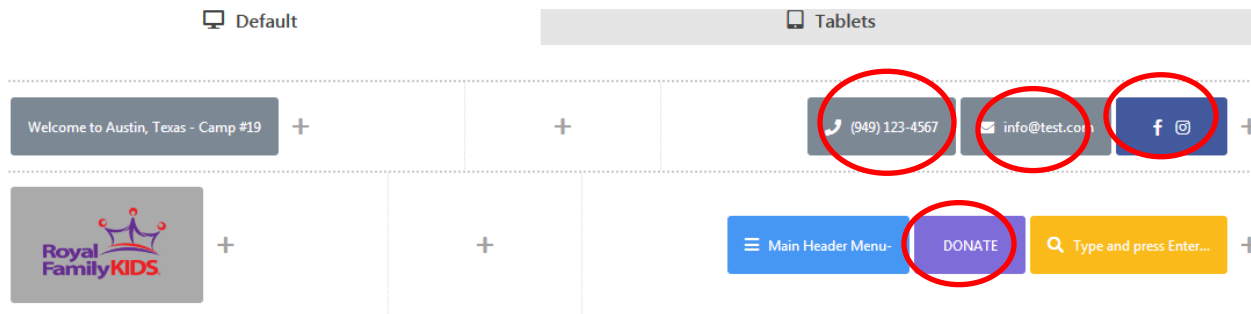 Default
Tablets
Welcome to Austin, Texas - Camp #19
(949) 123-4567
info@test.com
Royal
FamilyKIDS
Main Header Menu-
DONATE
Type and press Enter...